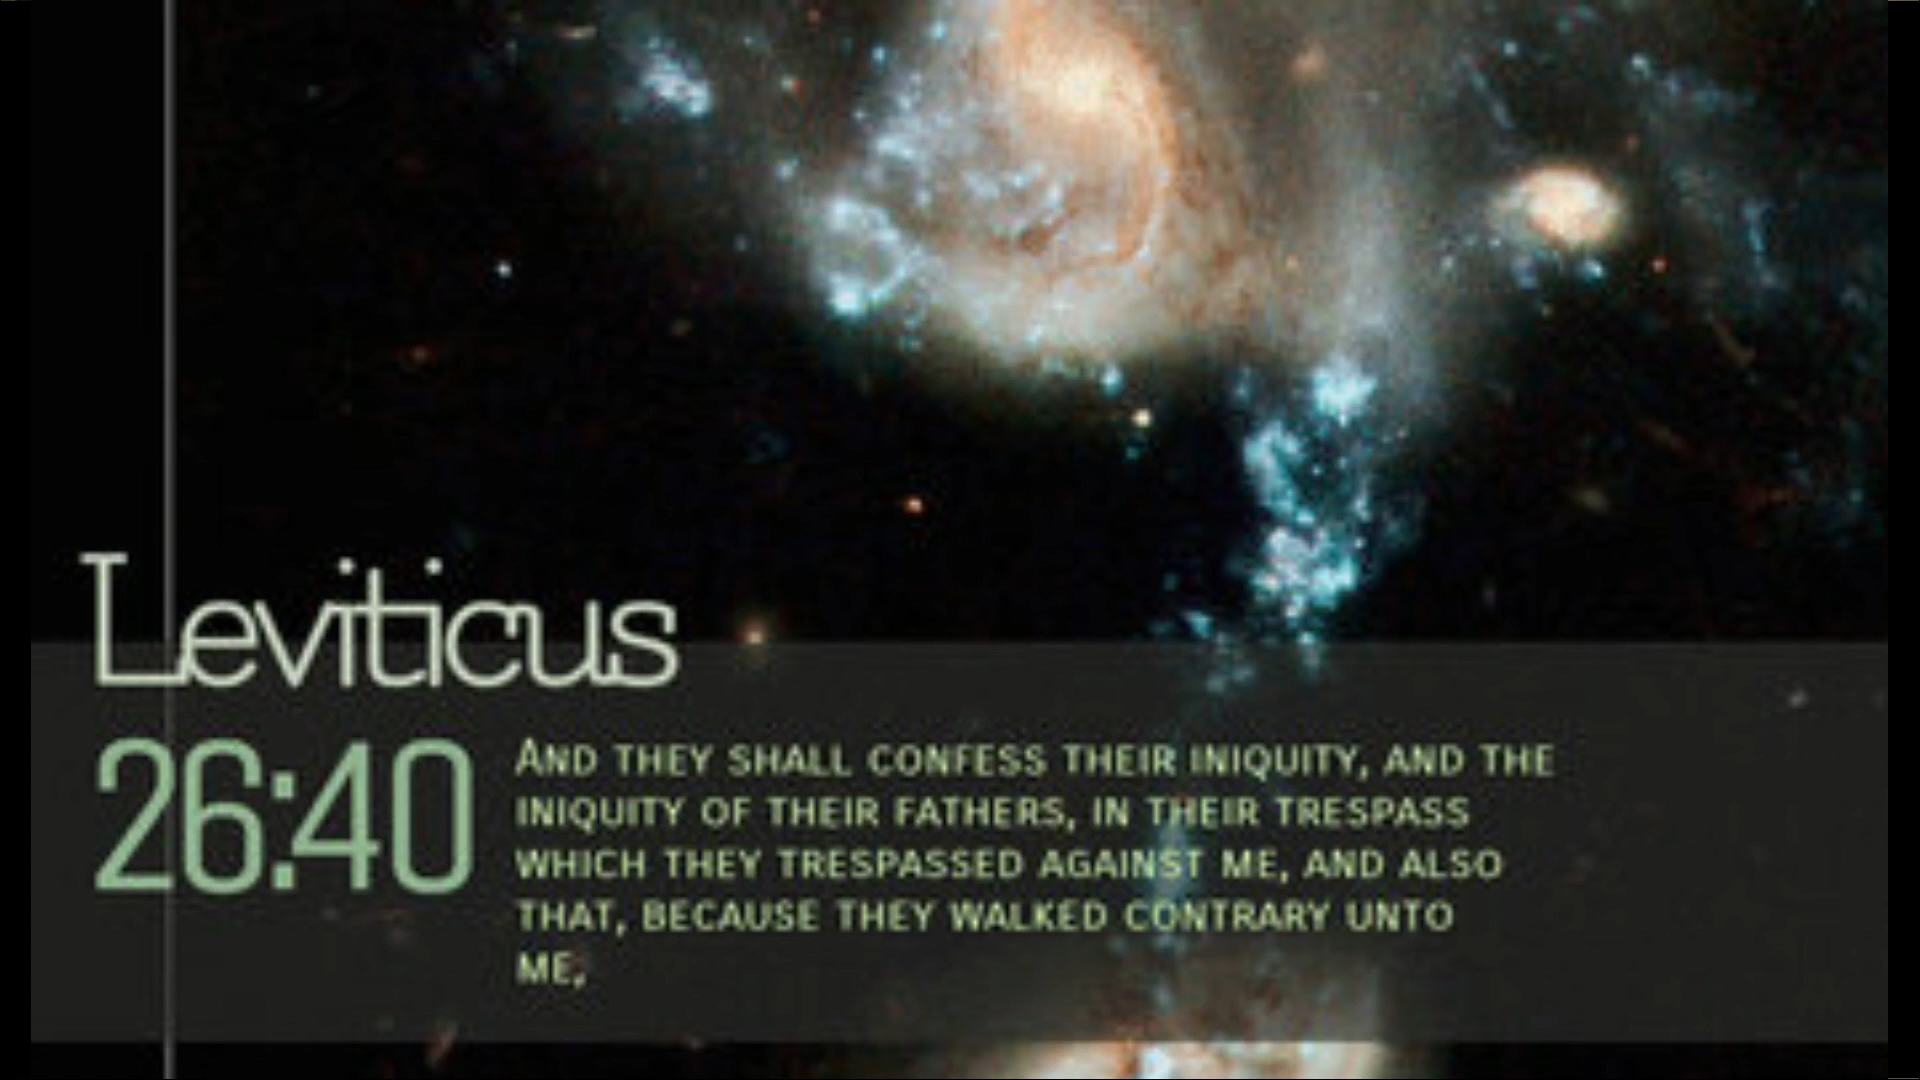 Leviticus
26:40
AND THEY SHALL CONFESS THEIR INIQUITY, AND THE
INIQUITY OF THEIR FATHERS, IN THEIR TRESPASS
WHICH THEY TRESPASSED AGAINST ME, AND ALSO
THAT, BECAUSE THEY WALKED CONTRARY UNTO
ME,